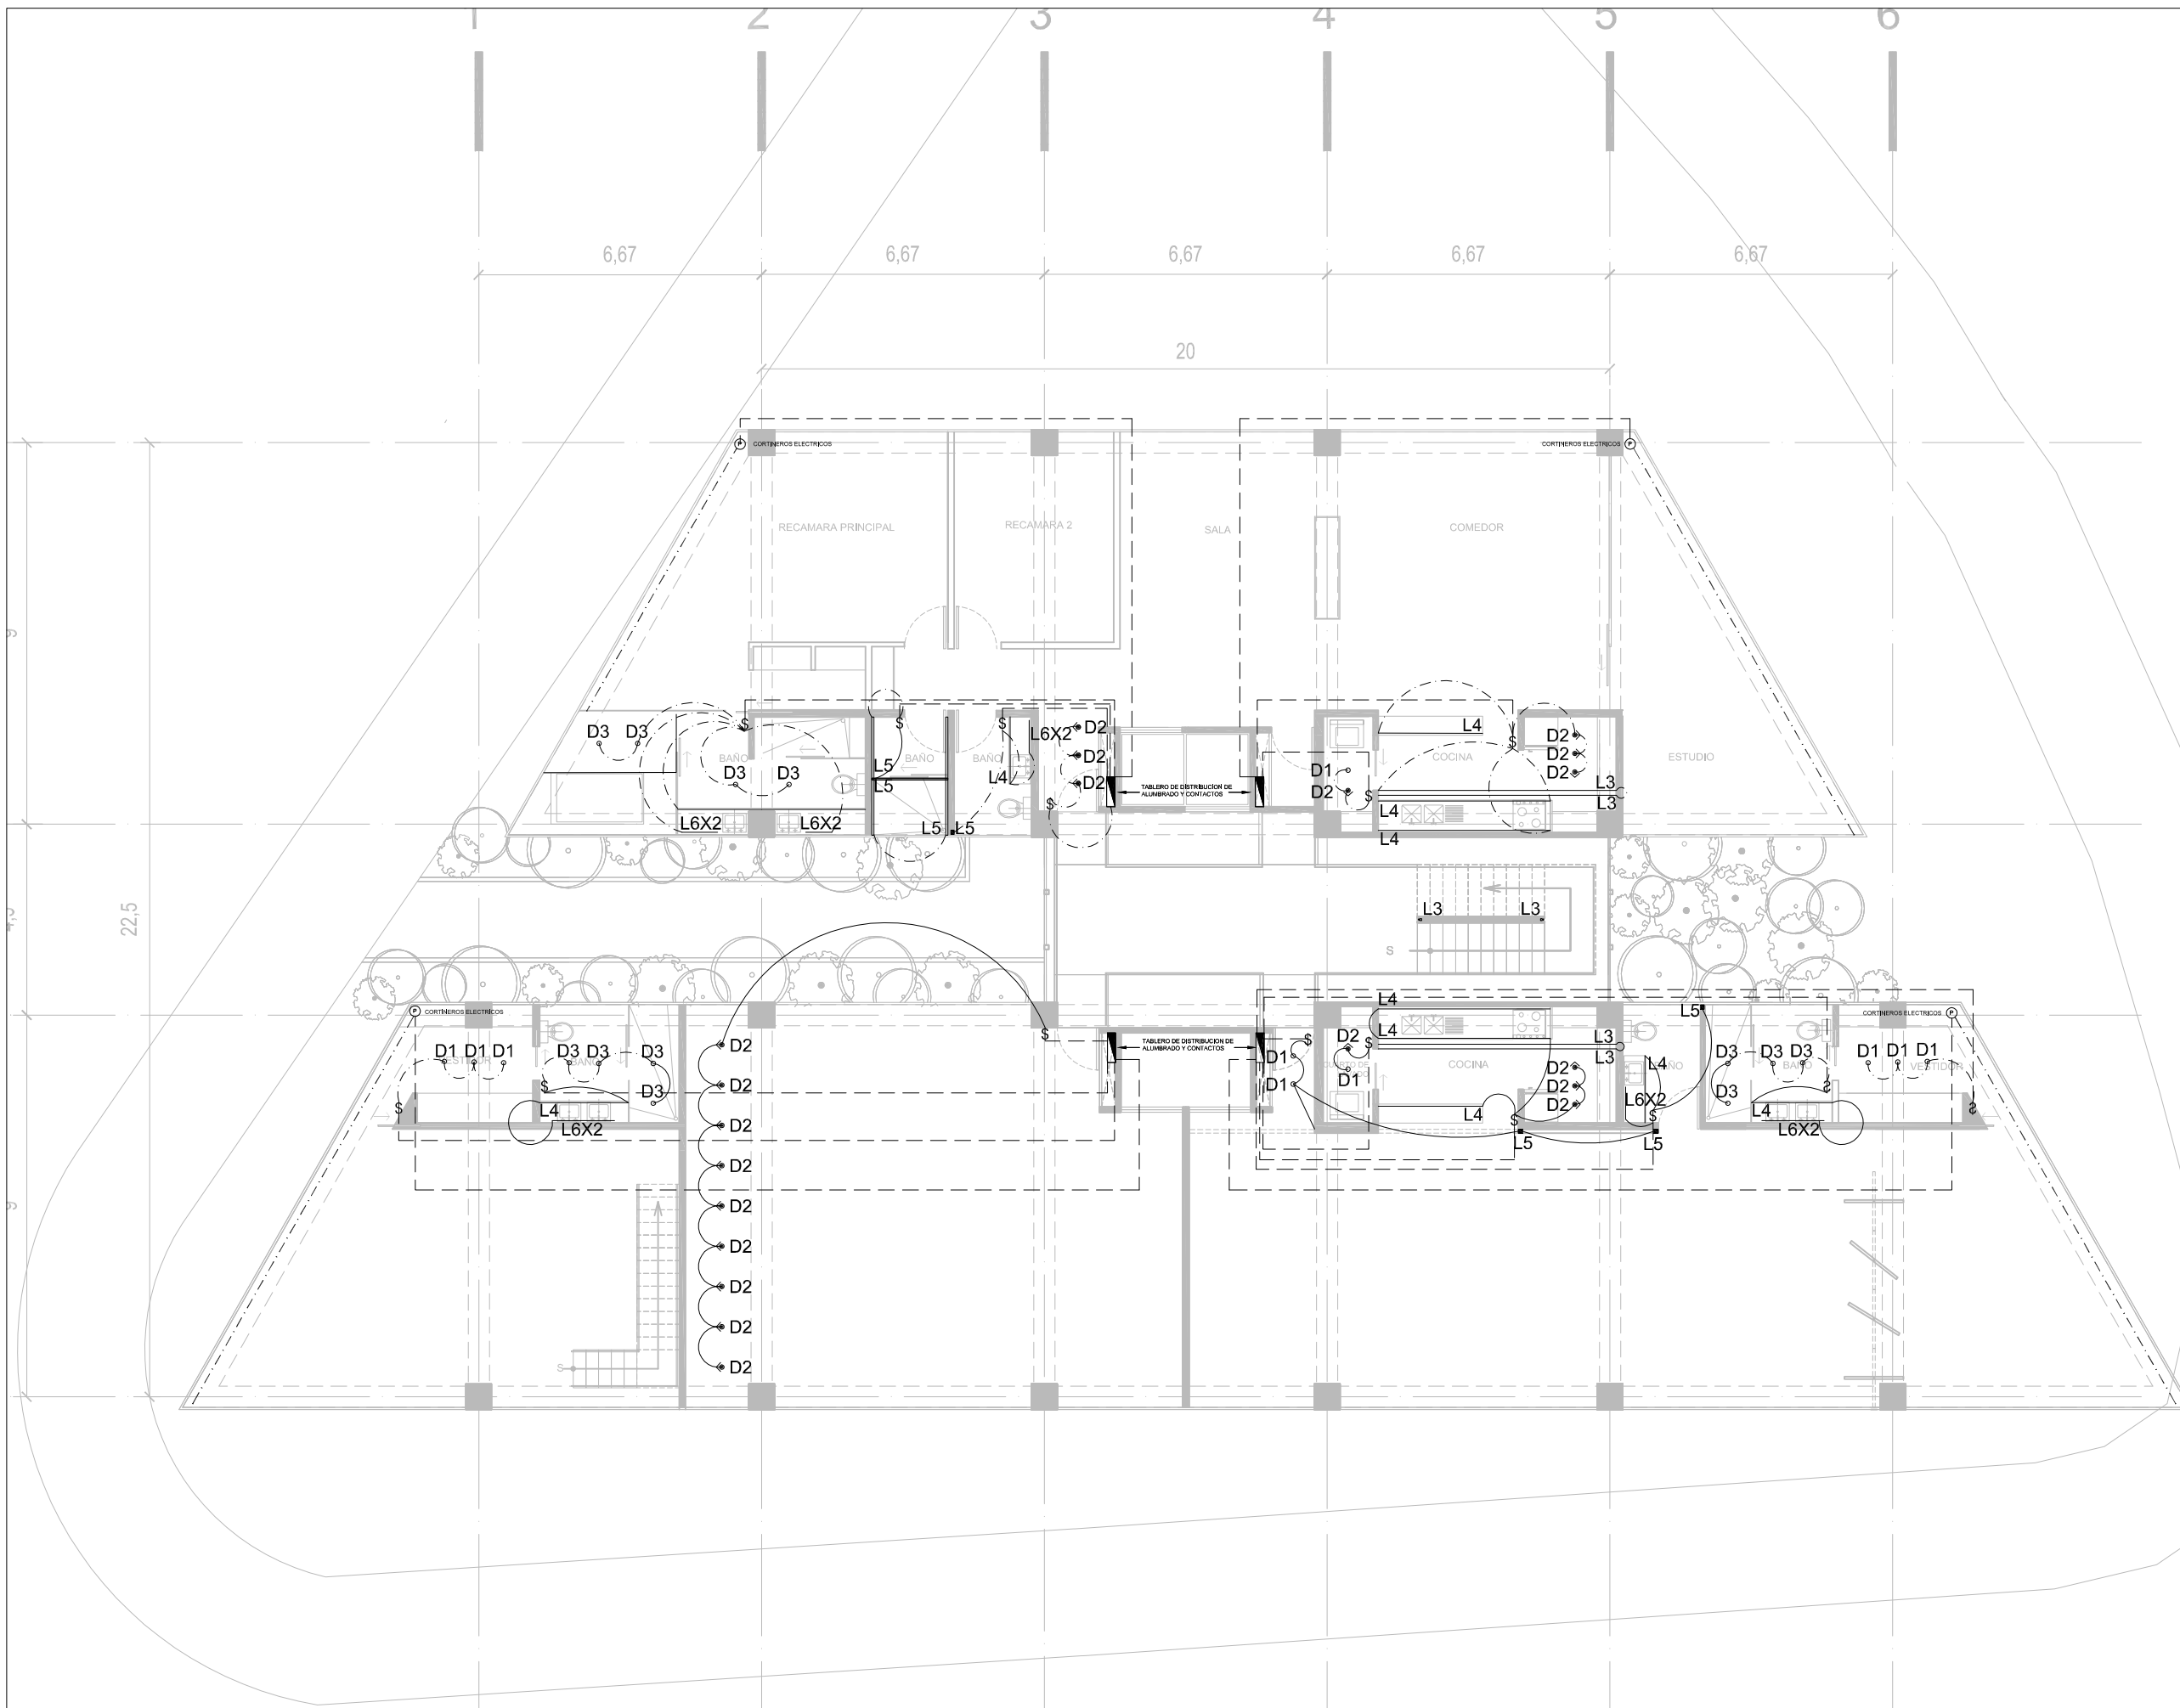 1 2 3 4 5 6
6,67 6,67 6,67 6,67 6,67
20
CORTINEROS ELECTRICOS
CORTINEROS ELECTRICOS
RECAMARA PRINCIPAL
RECAMARA 2
SALA
COMEDOR
9
D3 D3
$
BAÑO
D3 D3
L6X2 L6X2
$
L5
BAÑO
L5
L5 L5
$
BAÑO
L4
L6X2
D2
D2
D2
$
TABLERO DE DISTRIBUCION DE
ALUMBRADO Y CONTACTOS
D1
D2
$
L4
COCINA
$
D2
D2
D2
L3
L3
L4
L4
ESTUDIO
22,5
4,5
L3 L3
S
CORTINEROS ELECTRICOS
D1 D1 D1
$
D3 D3 D3
BAÑO
$
D3
L4
L6X2
$
D2
D2
D2
D2
D2
D2
D2
D2
D2
TABLERO DE DISTRIBUCION DE
ALUMBRADO Y CONTACTOS
$
D1
D1
D2
D1
$
L4
L4
COCINA
L3
L3
D2
D2
D2
L4
$
L5
L4
L6X2
$
L5
L5
D3 D3 D3
BAÑO
D3
$
L4
L6X2
CORTINEROS ELECTRICOS
D1 D1 D1
VESTIDOR
$
9
S